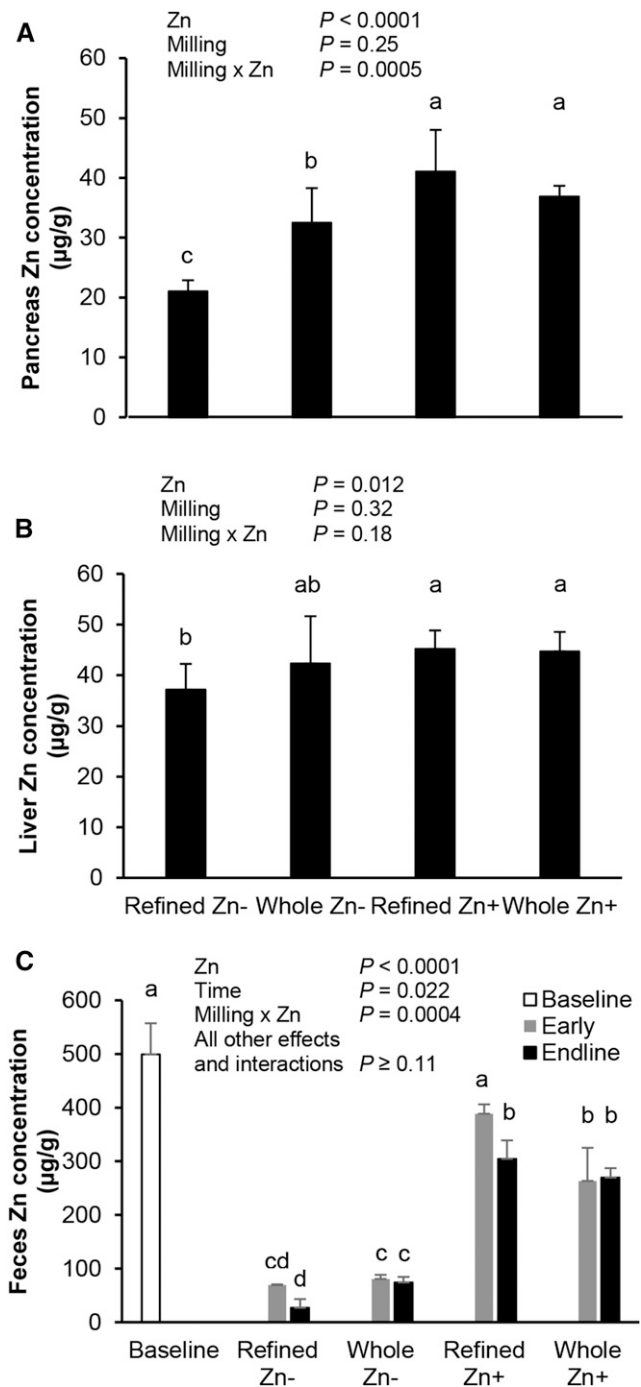 A
Zn P < 0.0001
Milling P = 0.25
Milling x Zn P = 0.0005
Pancreas Zn concentration
(µg/g)
60
50
40
30
20
10
0
c
b
a
a
B
Zn P = 0.012
Milling P = 0.32
Milling x Zn P = 0.18
Liver Zn concentration
(µg/g)
60
50
40
30
20
10
0
b
ab
a
a
Refined Zn- Whole Zn- Refined Zn+ Whole Zn+
C
Zn P < 0.0001
Time P = 0.022
Milling x Zn P = 0.0004
All other effects
and interactions P ≥ 0.11
Baseline
Early
Endline
Feces Zn concentration
(µg/g)
600
500
400
300
200
100
0
a
cd
d
c
c
a
b
b
b
Baseline Refined Whole Refined Whole
Zn- Zn- Zn+ Zn+